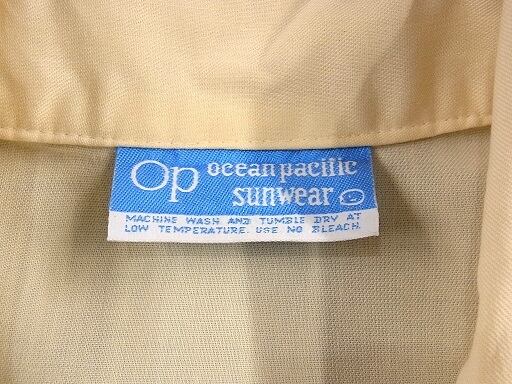 Op ocean pacific
sunwear
MACHINE WASH AND TUMBLE DRY AT
LOW TEMPERATURE. USE NO BLEACH.